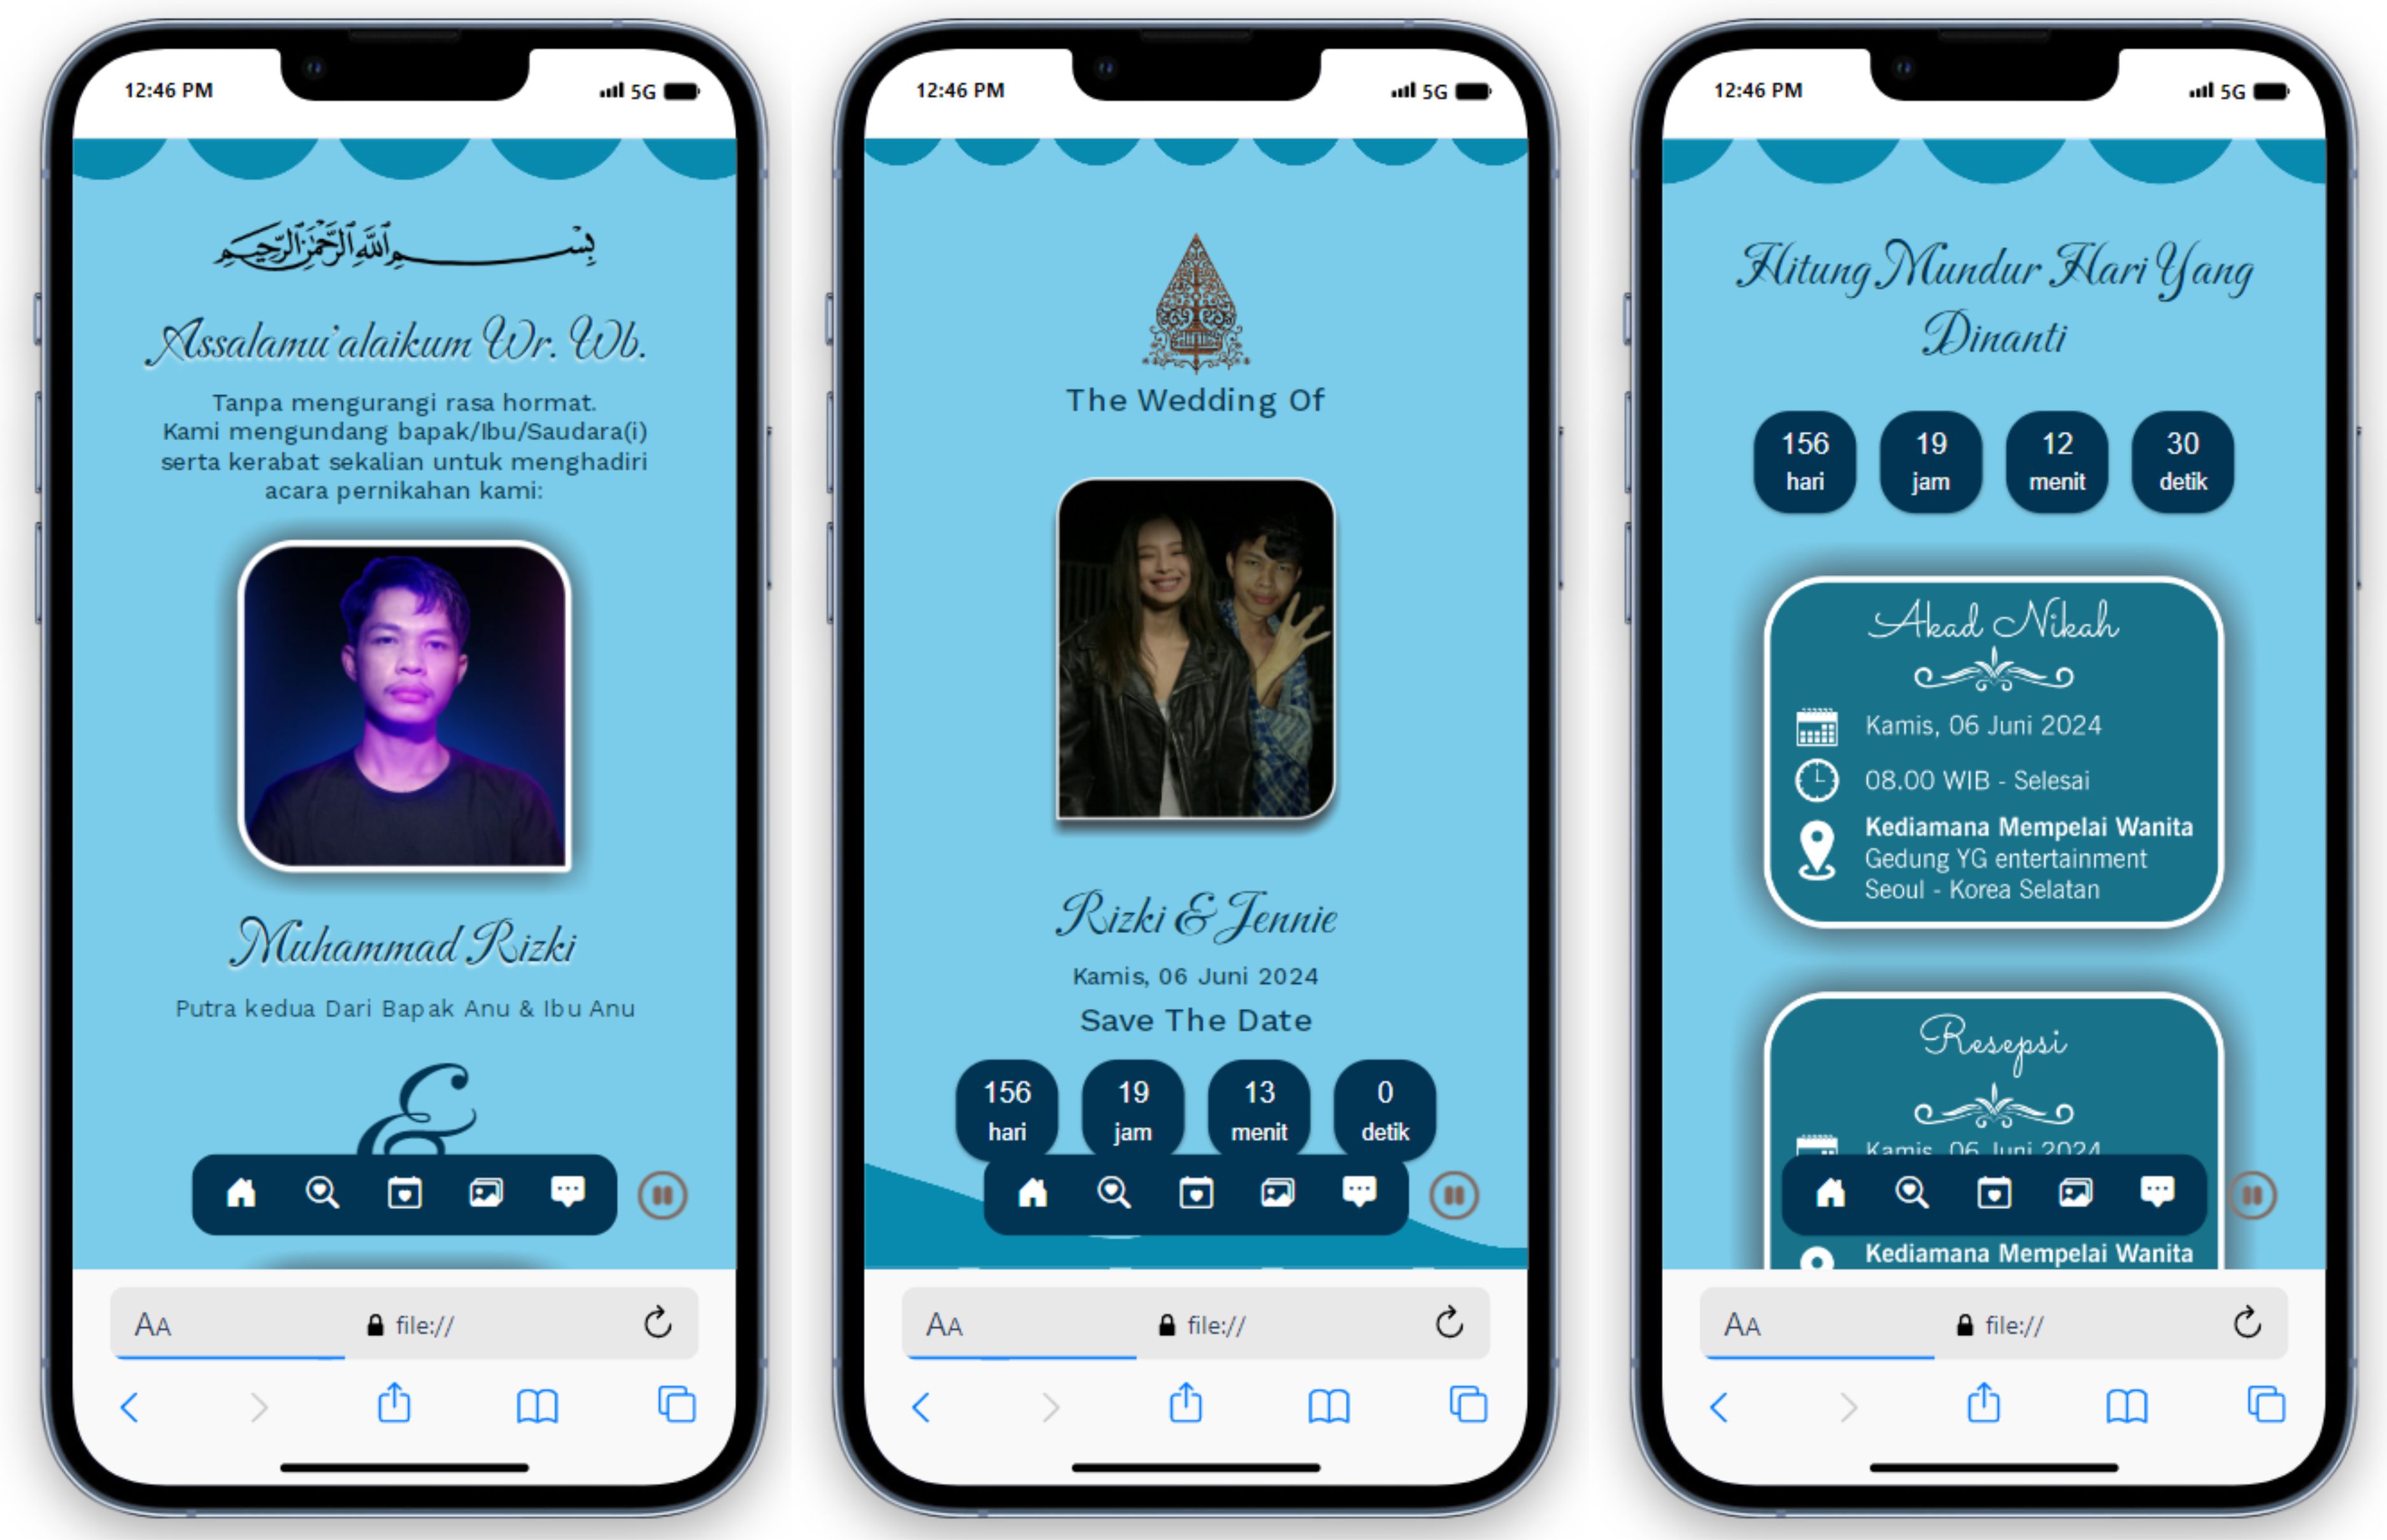 12:46 PM
5G
بِسْمِ اللهِ الرَّحْمٰنِ الرَّحِيْمِ
Assalamu'alaikum Wr. Wb.
Tanpa mengurangi rasa hormat.
Kami mengundang bapak/Ibu/Saudara(i)
serta kerabat sekalian untuk menghadiri
acara pernikahan kami:
Muhammad Rizki
Putra kedua Dari Bapak Anu & Ibu Anu
&
AA
file://
12:46 PM
5G
The Wedding Of
Rizki & Jennie
Kamis, 06 Juni 2024
Save The Date
156 19 13 0
hari jam menit detik
AA
file://
12:46 PM
5G
Hitung Mundur Hari Yang
Dinanti
156 19 12 30
hari jam menit detik
Akad Nikah
Kamis, 06 Juni 2024
08.00 WIB - Selesai
Kediamana Mempelai Wanita
Gedung YG entertainment
Seoul - Korea Selatan
Resepsi
Kamis, 06 Juni 2024
Kediamana Mempelai Wanita
AA
file://